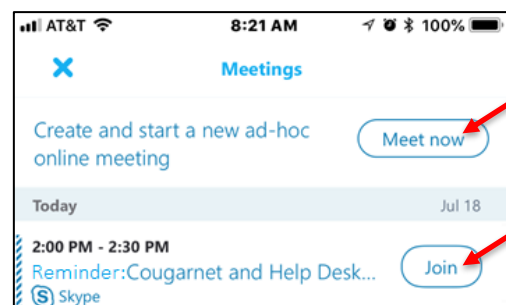 AT&T 8:21 AM 100%
Meetings
Create and start a new ad-hoc
online meeting
Meet now
Today Jul 18
2:00 PM - 2:30 PM
Reminder:Cougarnet and Help Desk...
Join
S Skype